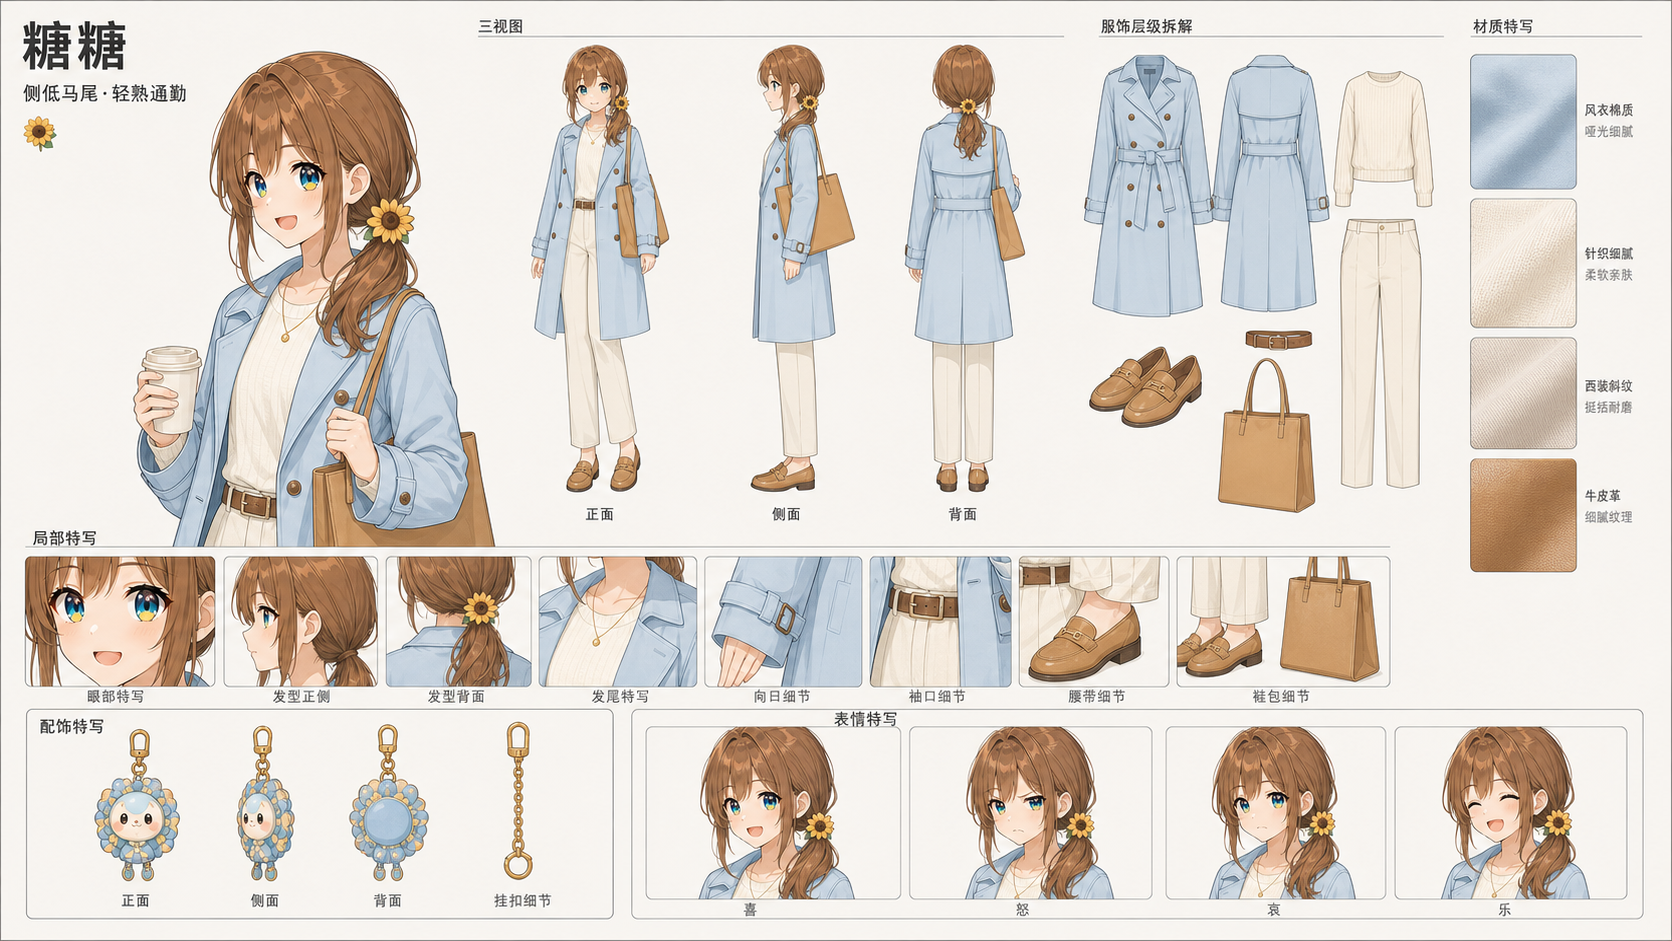 糖糖
侧低马尾·轻熟通勤
三视图
正面
侧面
背面
服饰层级拆解
材质特写
风衣棉质
哑光细腻
针织细腻
柔软亲肤
西装斜纹
挺括耐磨
牛皮革
细腻纹理
局部特写
眼部特写
发型正侧
发型背面
发尾特写
向日细节
袖口细节
腰带细节
鞋包细节
配饰特写
正面
侧面
背面
挂扣细节
表情特写
喜
怒
哀
乐